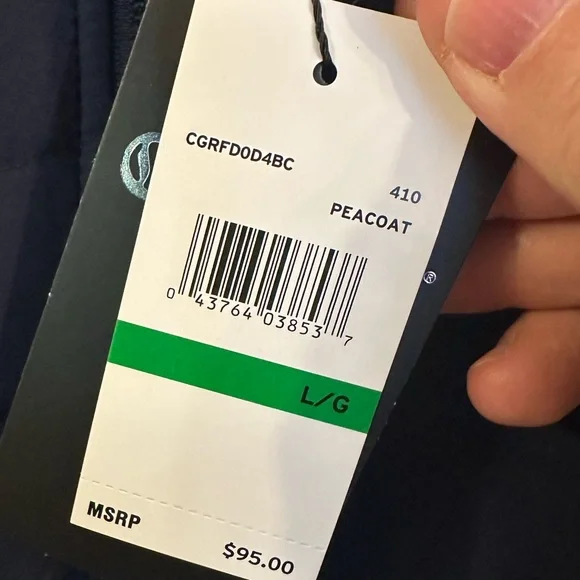 CGRFD0D4BC
410
PEACOAT
0 43764 03853 7
L/G
MSRP
$95.00
®